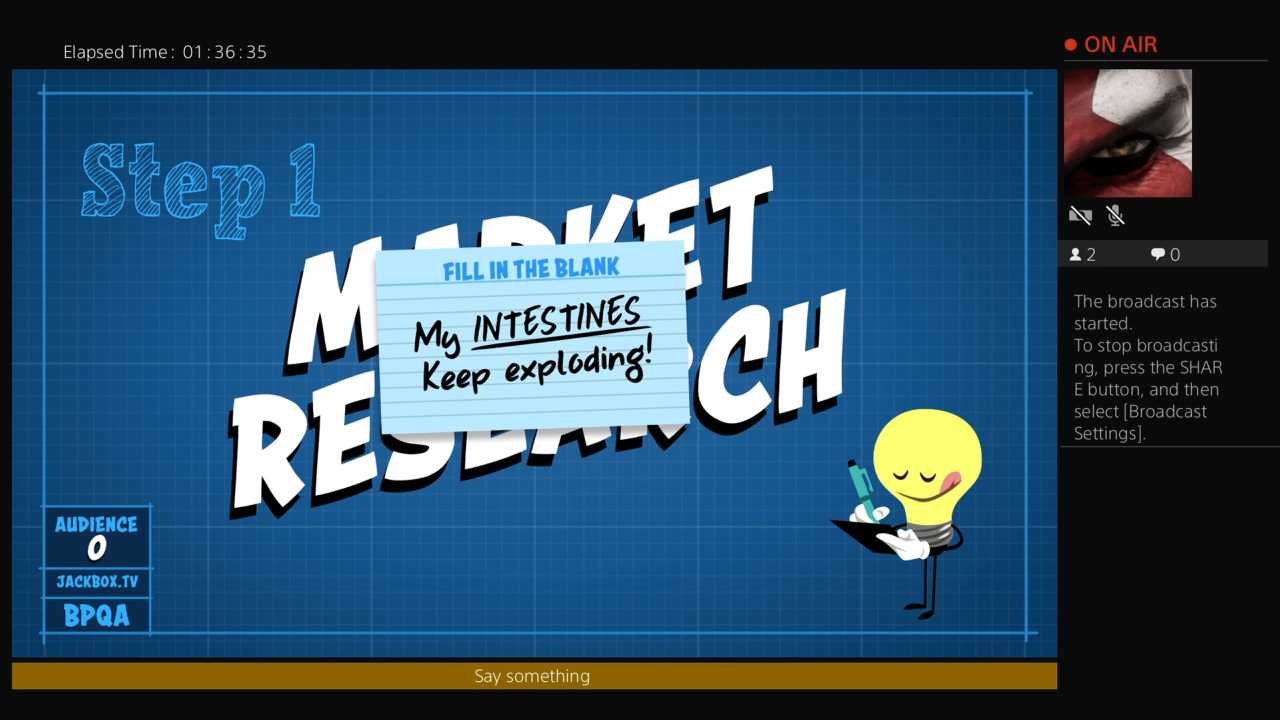 Elapsed Time: 01:36:35
ON AIR
Step 1
MARKET
RESEARCH
FILL IN THE BLANK
My INTESTINES
Keep exploding!
2
0
The broadcast has
started.
To stop broadcasti
ng, press the SHAR
E button, and then
select [Broadcast
Settings].
AUDIENCE
0
JACKBOX.TV
BPQA
Say something